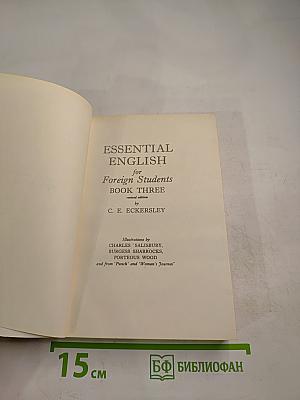 ESSENTIAL
ENGLISH
for
Foreign Students
BOOK THREE
revised edition
by
C. E. ECKERSLEY
Illustrations by
CHARLES SALISBURY,
BURGESS SHARROCKS,
PORTEOUS WOOD
and from 'Punch' and 'Woman's Journal'
15 см
БФ БИБЛИОФАН